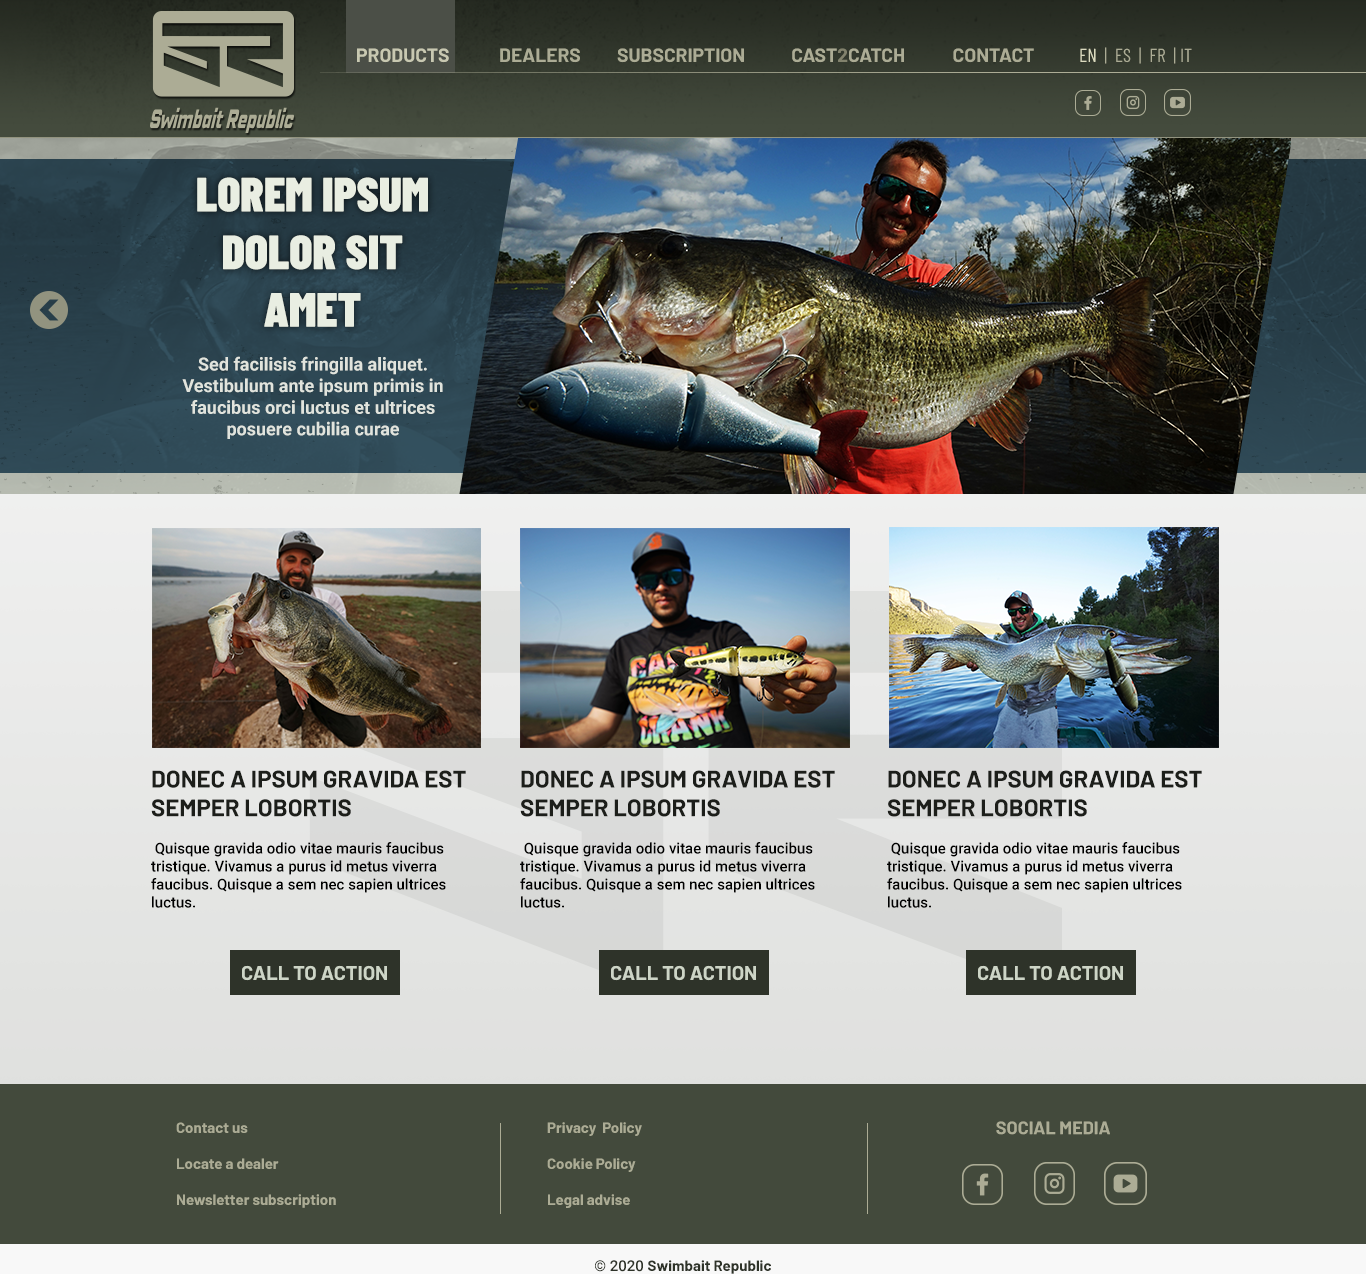 PRODUCTS DEALERS SUBSCRIPTION CAST2CATCH CONTACT EN | ES | FR | IT
Swimbait Republic
LOREM IPSUM
DOLOR SIT
AMET
Sed facilisis fringilla aliquet.
Vestibulum ante ipsum primis in
faucibus orci luctus et ultrices
posuere cubilia curae
DONEC A IPSUM GRAVIDA EST
SEMPER LOBORTIS
Quisque gravida odio vitae mauris faucibus
tristique. Vivamus a purus id metus viverra
faucibus. Quisque a sem nec sapien ultrices
luctus.
CALL TO ACTION
DONEC A IPSUM GRAVIDA EST
SEMPER LOBORTIS
Quisque gravida odio vitae mauris faucibus
tristique. Vivamus a purus id metus viverra
faucibus. Quisque a sem nec sapien ultrices
luctus.
CALL TO ACTION
DONEC A IPSUM GRAVIDA EST
SEMPER LOBORTIS
Quisque gravida odio vitae mauris faucibus
tristique. Vivamus a purus id metus viverra
faucibus. Quisque a sem nec sapien ultrices
luctus.
CALL TO ACTION
Contact us
Locate a dealer
Newsletter subscription
Privacy Policy
Cookie Policy
Legal advise
SOCIAL MEDIA
© 2020 Swimbait Republic